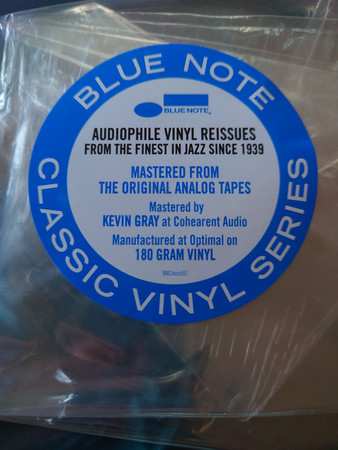 BLUE NOTE
BLUE NOTE
AUDIOPHILE VINYL REISSUES
FROM THE FINEST IN JAZZ SINCE 1939
MASTERED FROM
THE ORIGINAL ANALOG TAPES
Mastered by
KEVIN GRAY at Cohearent Audio
Manufactured at Optimal on
180 GRAM VINYL
CLASSIC VINYL SERIES